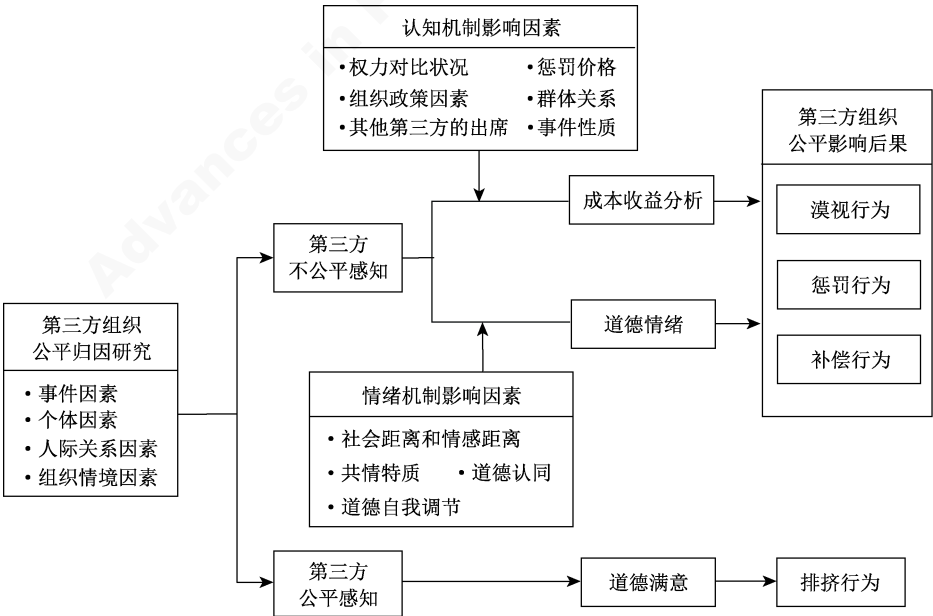 Advances in
认知机制影响因素
·权力对比状况 ·惩罚价格
·组织政策因素 ·群体关系
·其他第三方的出席 ·事件性质
第三方组织
公平影响后果
漠视行为
惩罚行为
补偿行为
成本收益分析
第三方
不公平感知
道德情绪
第三方组织
公平归因研究
·事件因素
·个体因素
·人际关系因素
·组织情境因素
情绪机制影响因素
·社会距离和情感距离
·共情特质 ·道德认同
·道德自我调节
第三方
公平感知
道德满意
排挤行为